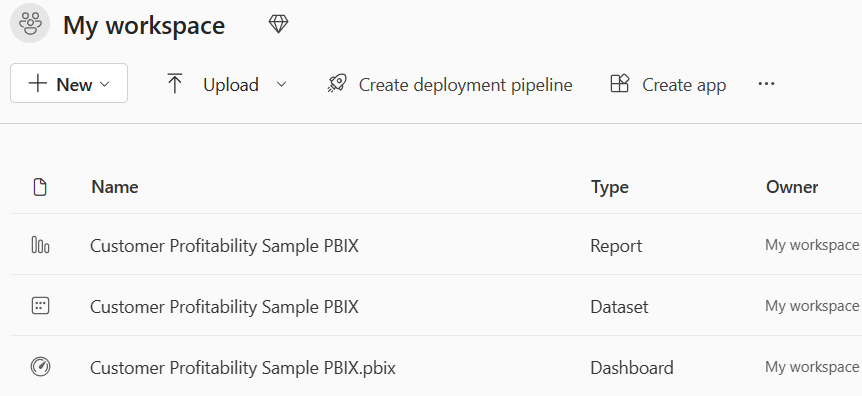 My workspace
New Upload Create deployment pipeline Create app ...
Name Type Owner
Customer Profitability Sample PBIX Report My workspace
Customer Profitability Sample PBIX Dataset My workspace
Customer Profitability Sample PBIX.pbix Dashboard My workspace